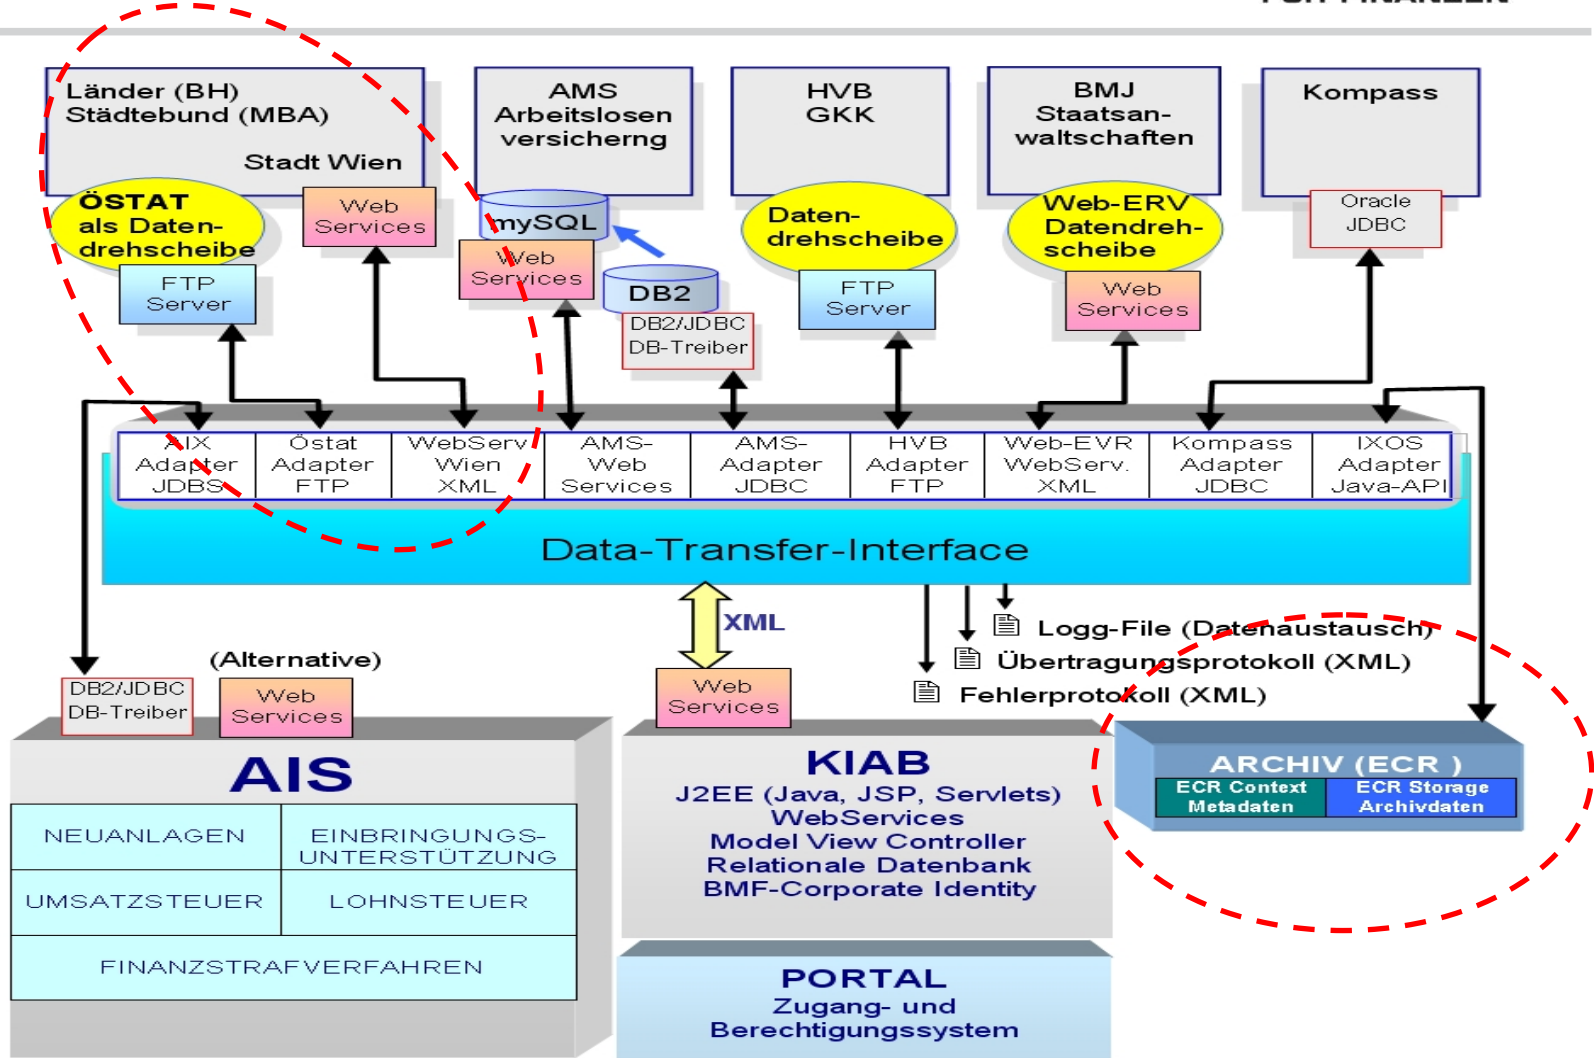 Länder (BH)
Städtebund (MBA)
Stadt Wien
AMS
Arbeitslosen
versicherng
HVB
GKK
BMJ
Staatsan-
waltschaften
Kompass
ÖSTAT
als Daten-
drehscheibe
Web
Services
mySQL
Web
Services
Daten-
drehscheibe
Web-ERV
Datendreh-
scheibe
Oracle
JDBC
FTP
Server
DB2
DB2/JDBC
DB-Treiber
FTP
Server
Web
Services
AIX
Adapter
JDBS
Östat
Adapter
FTP
WebServ
Wien
XML
AMS-
Web
Services
AMS-
Adapter
JDBC
HVB
Adapter
FTP
Web-EVR
WebServ.
XML
Kompass
Adapter
JDBC
IXOS
Adapter
Java-API
Data-Transfer-Interface
XML
Logg-File (Datenaustausch)
Übertragungsprotokoll (XML)
Fehlerprotokoll (XML)
(Alternative)
DB2/JDBC
DB-Treiber
Web
Services
Web
Services
AIS
NEUANLAGEN
EINBRINGUNGS-
UNTERSTÜTZUNG
UMSATZSTEUER
LOHNSTEUER
FINANZSTRAFVERFAHREN
KIAB
J2EE (Java, JSP, Servlets)
WebServices
Model View Controller
Relationale Datenbank
BMF-Corporate Identity
PORTAL
Zugang- und
Berechtigungssystem
ARCHIV (ECR )
ECR Context
Metadaten
ECR Storage
Archivdaten